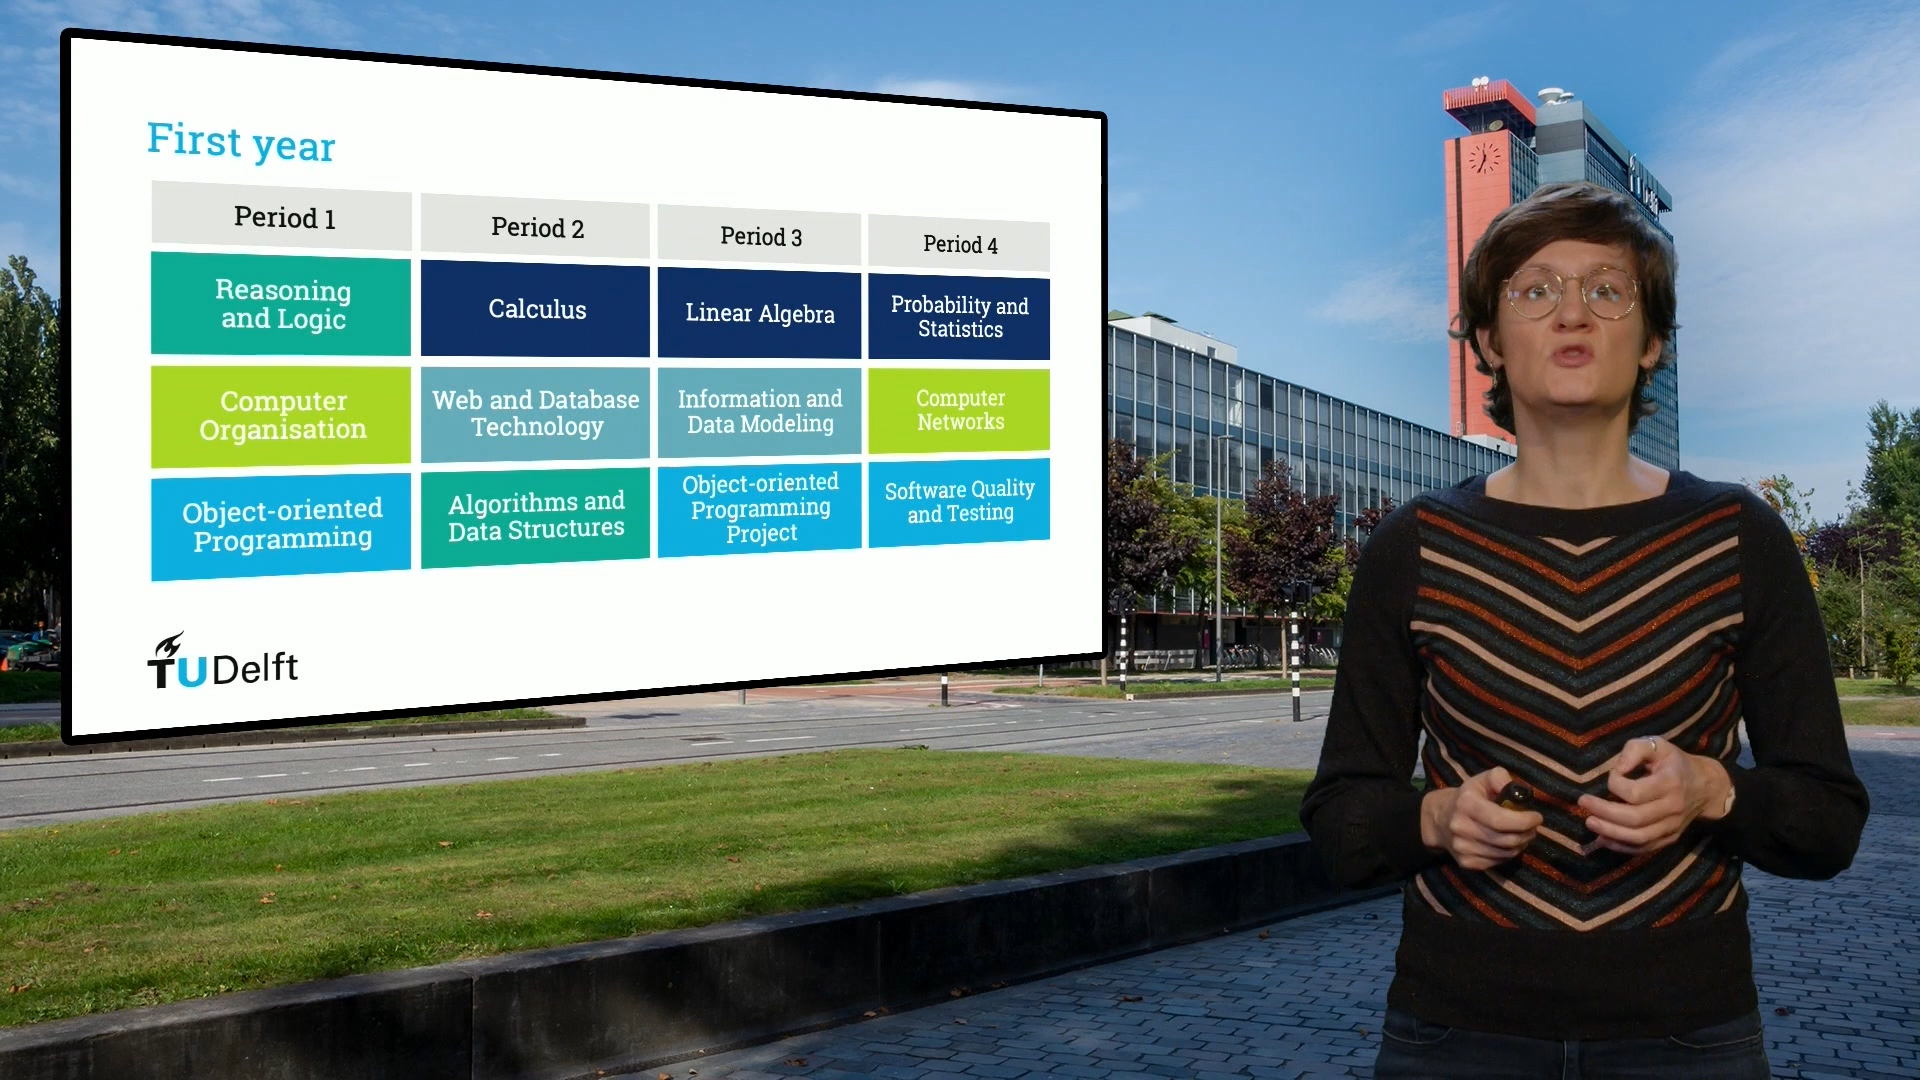 First year
Period 1
Period 2
Period 3
Period 4
Reasoning
and Logic
Calculus
Linear Algebra
Probability and
Statistics
Computer
Organisation
Web and Database
Technology
Information and
Data Modeling
Computer
Networks
Object-oriented
Programming
Algorithms and
Data Structures
Object-oriented
Programming
Project
Software Quality
and Testing
TUDelft